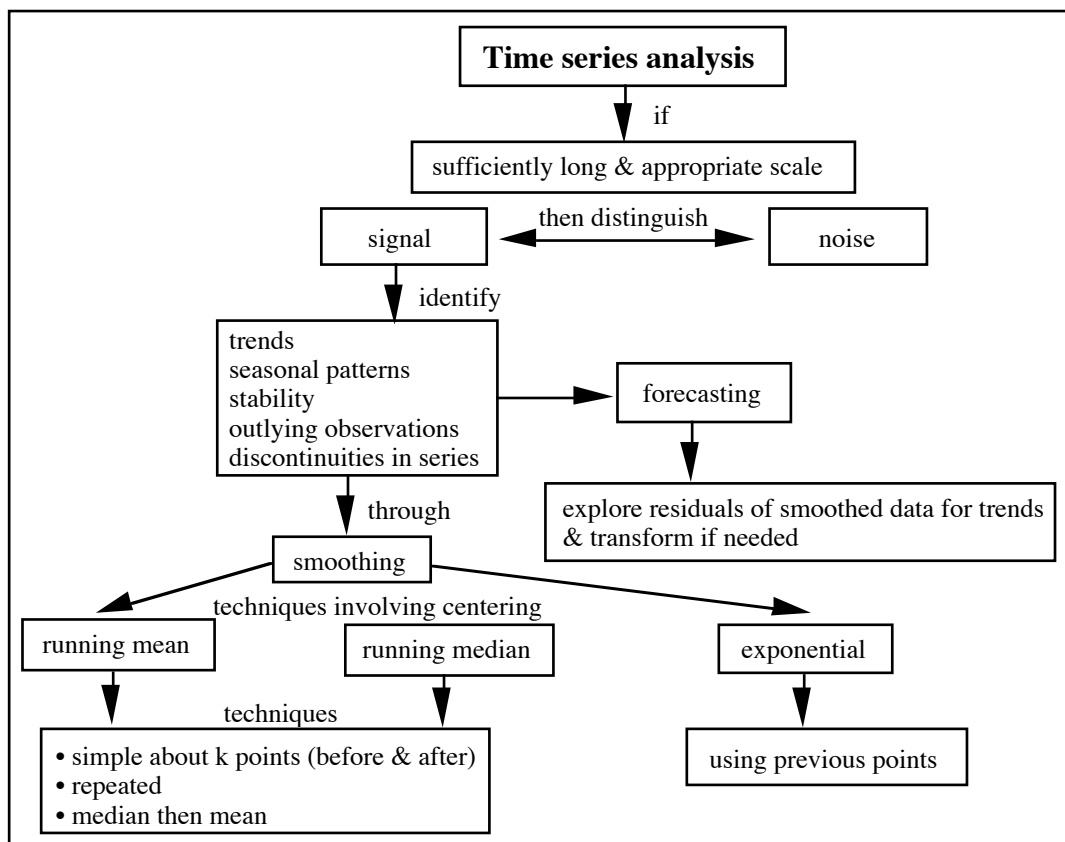 Time series analysis
if
sufficiently long & appropriate scale
then distinguish
signal
noise
identify
trends
seasonal patterns
stability
outlying observations
discontinuities in series
forecasting
explore residuals of smoothed data for trends
& transform if needed
through
smoothing
techniques involving centering
running mean
running median
exponential
techniques
• simple about k points (before & after)
• repeated
• median then mean
using previous points